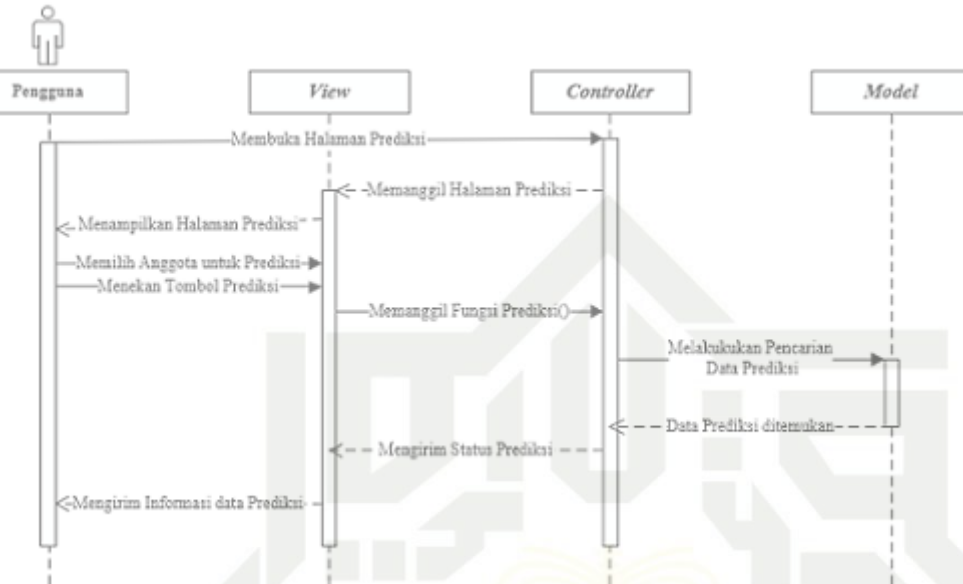 Pengguna
View
Controller
Model
Membuka Halaman Prediksi
Memanggil Halaman Prediksi
Menampilkan Halaman Prediksi
Memilih Anggota untuk Prediksi
Menekan Tombol Prediksi
Memanggil Fungsi Prediksi()
Melakukukan Pencarian
Data Prediksi
Data Prediksi ditemukan
Mengirim Status Prediksi
Mengirim Informasi data Prediksi